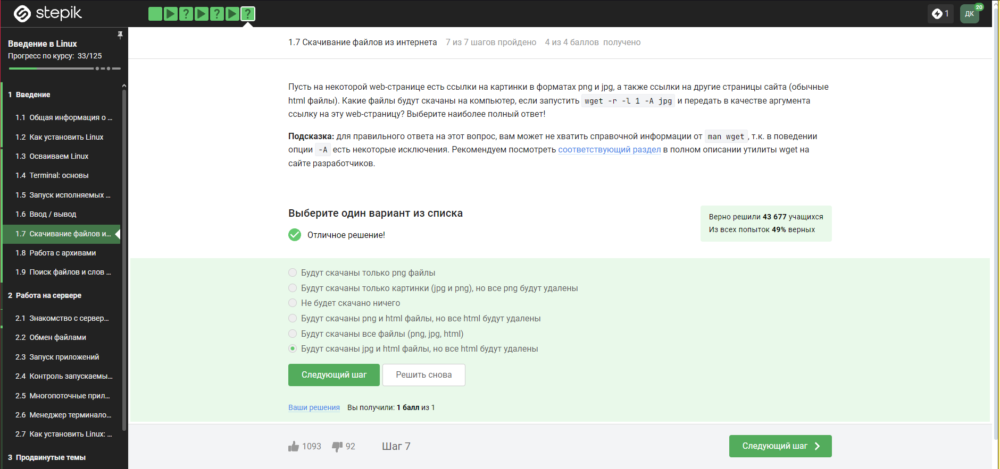 stepik
?
?
?
1
ДК
20
Введение в Linux
Прогресс по курсу: 33/125
1 Введение
1.1 Общая информация о ...
1.2 Как установить Linux
1.3 Осваиваем Linux
1.4 Terminal: основы
1.5 Запуск исполняемых ...
1.6 Ввод / вывод
1.7 Скачивание файлов и...
1.8 Работа с архивами
1.9 Поиск файлов и слов ...
2 Работа на сервере
2.1 Знакомство с сервер...
2.2 Обмен файлами
2.3 Запуск приложений
2.4 Контроль запускаемы...
2.5 Многопоточные прил...
2.6 Менеджер терминало...
2.7 Как установить Linux: ...
3 Продвинутые темы
1.7 Скачивание файлов из интернета 7 из 7 шагов пройдено 4 из 4 баллов получено
Пусть на некоторой web-странице есть ссылки на картинки в форматах png и jpg, а также ссылки на другие страницы сайта (обычные
html файлы). Какие файлы будут скачаны на компьютер, если запустить wget -r -l 1 -A jpg и передать в качестве аргумента
ссылку на эту web-страницу? Выберите наиболее полный ответ!
Подсказка: для правильного ответа на этот вопрос, вам может не хватить справочной информации от man wget, т.к. в поведении
опции -A есть некоторые исключения. Рекомендуем посмотреть соответствующий раздел в полном описании утилиты wget на
сайте разработчиков.
Выберите один вариант из списка
Отличное решение!
Верно решили 43 677 учащихся
Из всех попыток 49% верных
Будут скачаны только png файлы
Будут скачаны только картинки (jpg и png), но все png будут удалены
Не будет скачано ничего
Будут скачаны png и html файлы, но все html будут удалены
Будут скачаны все файлы (png, jpg, html)
Будут скачаны jpg и html файлы, но все html будут удалены
Следующий шаг
Решить снова
Ваши решения Вы получили: 1 балл из 1
1093
92
Шаг 7
Следующий шаг